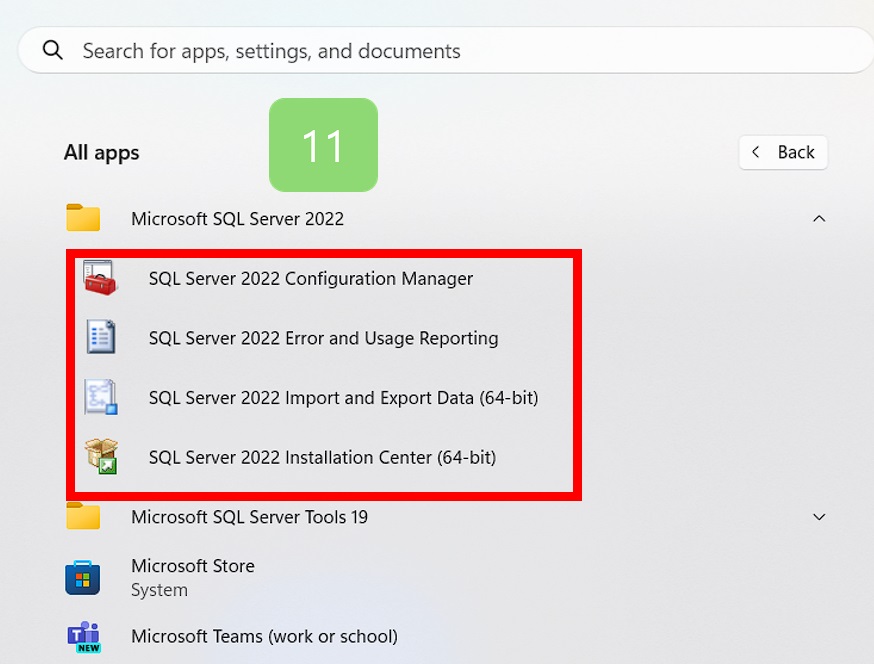 Search for apps, settings, and documents
11
All apps
Back
Microsoft SQL Server 2022
SQL Server 2022 Configuration Manager
SQL Server 2022 Error and Usage Reporting
SQL Server 2022 Import and Export Data (64-bit)
SQL Server 2022 Installation Center (64-bit)
Microsoft SQL Server Tools 19
Microsoft Store
System
T
NEW
Microsoft Teams (work or school)